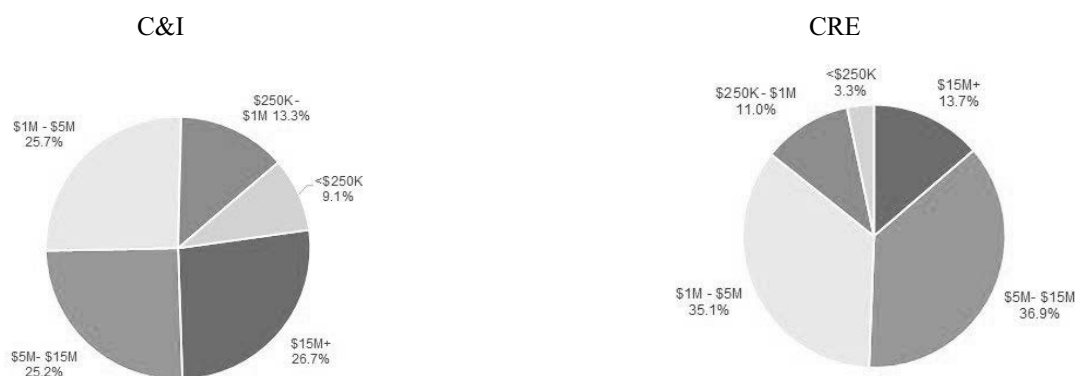 C&I
$250K -
$1M 13.3%
$1M - $5M
25.7%
<$250K
9.1%
$5M- $15M
25.2%
$15M+
26.7%
CRE
<$250K
3.3%
$250K - $1M
11.0%
$15M+
13.7%
$1M - $5M
35.1%
$5M- $15M
36.9%